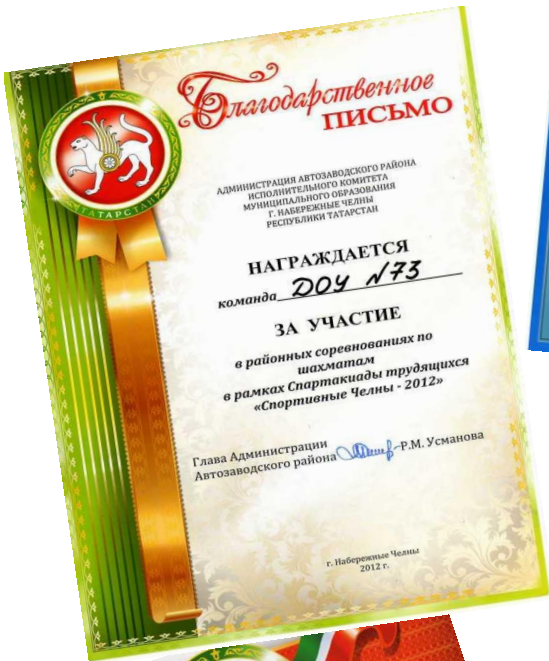 Благодарственное
ПИСЬМО
АДМИНИСТРАЦИЯ АВТОЗАВОДСКОГО РАЙОНА
ИСПОЛНИТЕЛЬНОГО КОМИТЕТА
МУНИЦИПАЛЬНОГО ОБРАЗОВАНИЯ
Г. НАБЕРЕЖНЫЕ ЧЕЛНЫ
РЕСПУБЛИКИ ТАТАРСТАН
ТАТАРСТАН
НАГРАЖДАЕТСЯ
команда ДОУ №73
ЗА УЧАСТИЕ
в районных соревнованиях по
шахматам
в рамках Спартакиады трудящихся
«Спортивные Челны - 2012»
Глава Администрации
Автозаводского района Р.М. Усманова
г. Набережные Челны
2012 г.